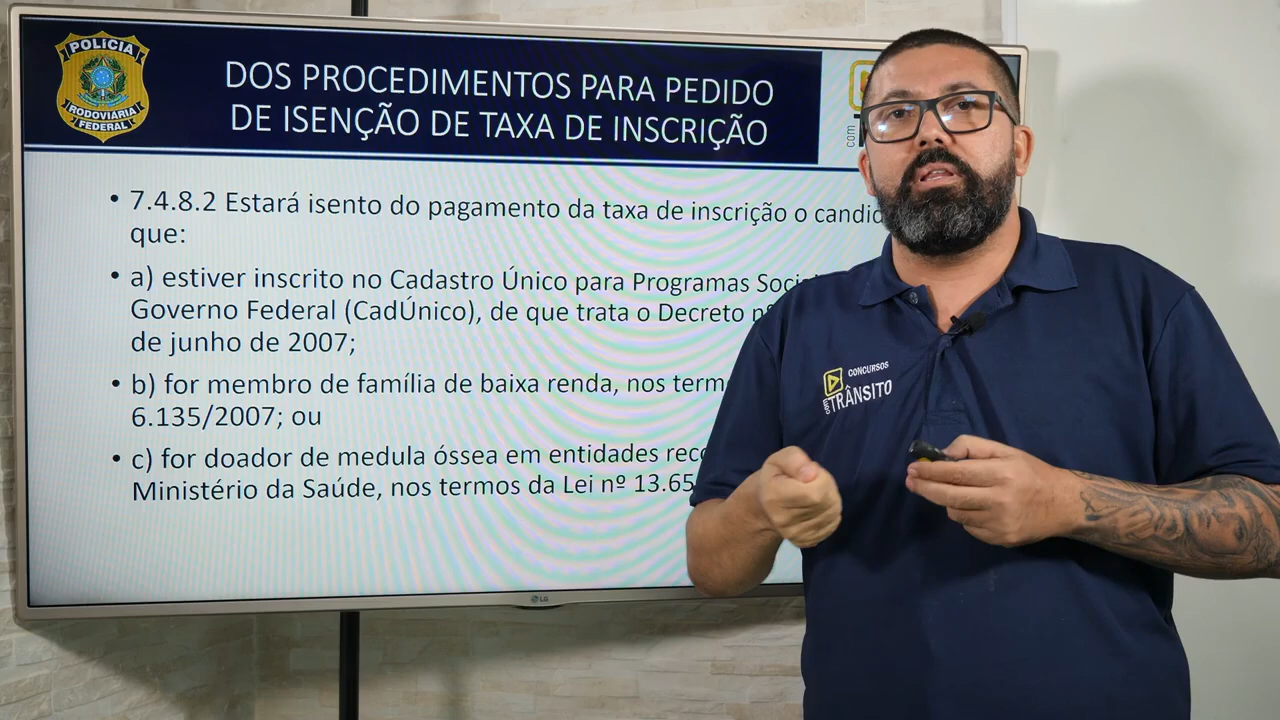 POLÍCIA
RODOVIÁRIA
FEDERAL
DOS PROCEDIMENTOS PARA PEDIDO
DE ISENÇÃO DE TAXA DE INSCRIÇÃO
com
• 7.4.8.2 Estará isento do pagamento da taxa de inscrição o candid
que:
• a) estiver inscrito no Cadastro Único para Programas Soci
Governo Federal (CadÚnico), de que trata o Decreto nº
de junho de 2007;
• b) for membro de família de baixa renda, nos term
6.135/2007; ou
• c) for doador de medula óssea em entidades reco
Ministério da Saúde, nos termos da Lei nº 13.65
LG
CONCURSOS
com TRÂNSITO